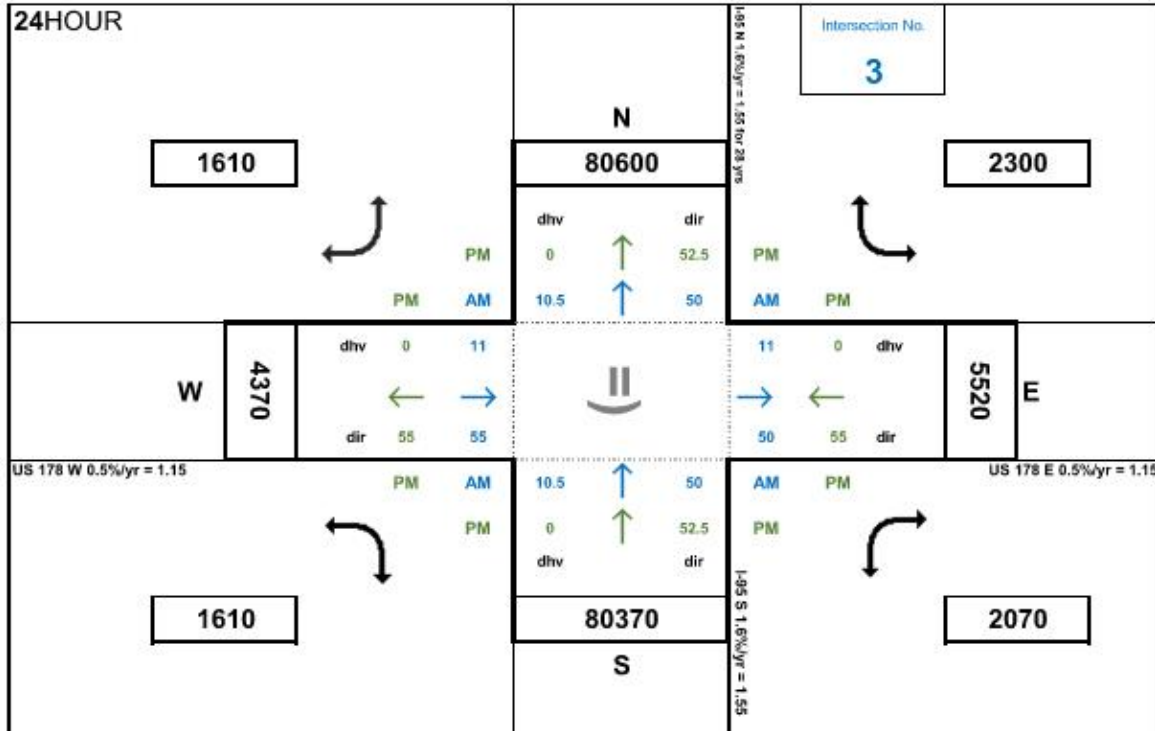 24HOUR
Intersection No.
3
I-95 N 1.6%/yr = 1.55 for 28 yrs
N
1610
80600
2300
dhv dir
PM 0 52.5 PM
PM AM 10.5 50 AM PM
dhv 0 11 11 0 dhv
W 4370 5520 E
dir 55 55 50 55 dir
US 178 W 0.5%/yr = 1.15
US 178 E 0.5%/yr = 1.15
PM AM 10.5 50 AM PM
PM 0 52.5 PM
dhv dir
I-95 S 1.6%/yr = 1.55
1610
80370
2070
S